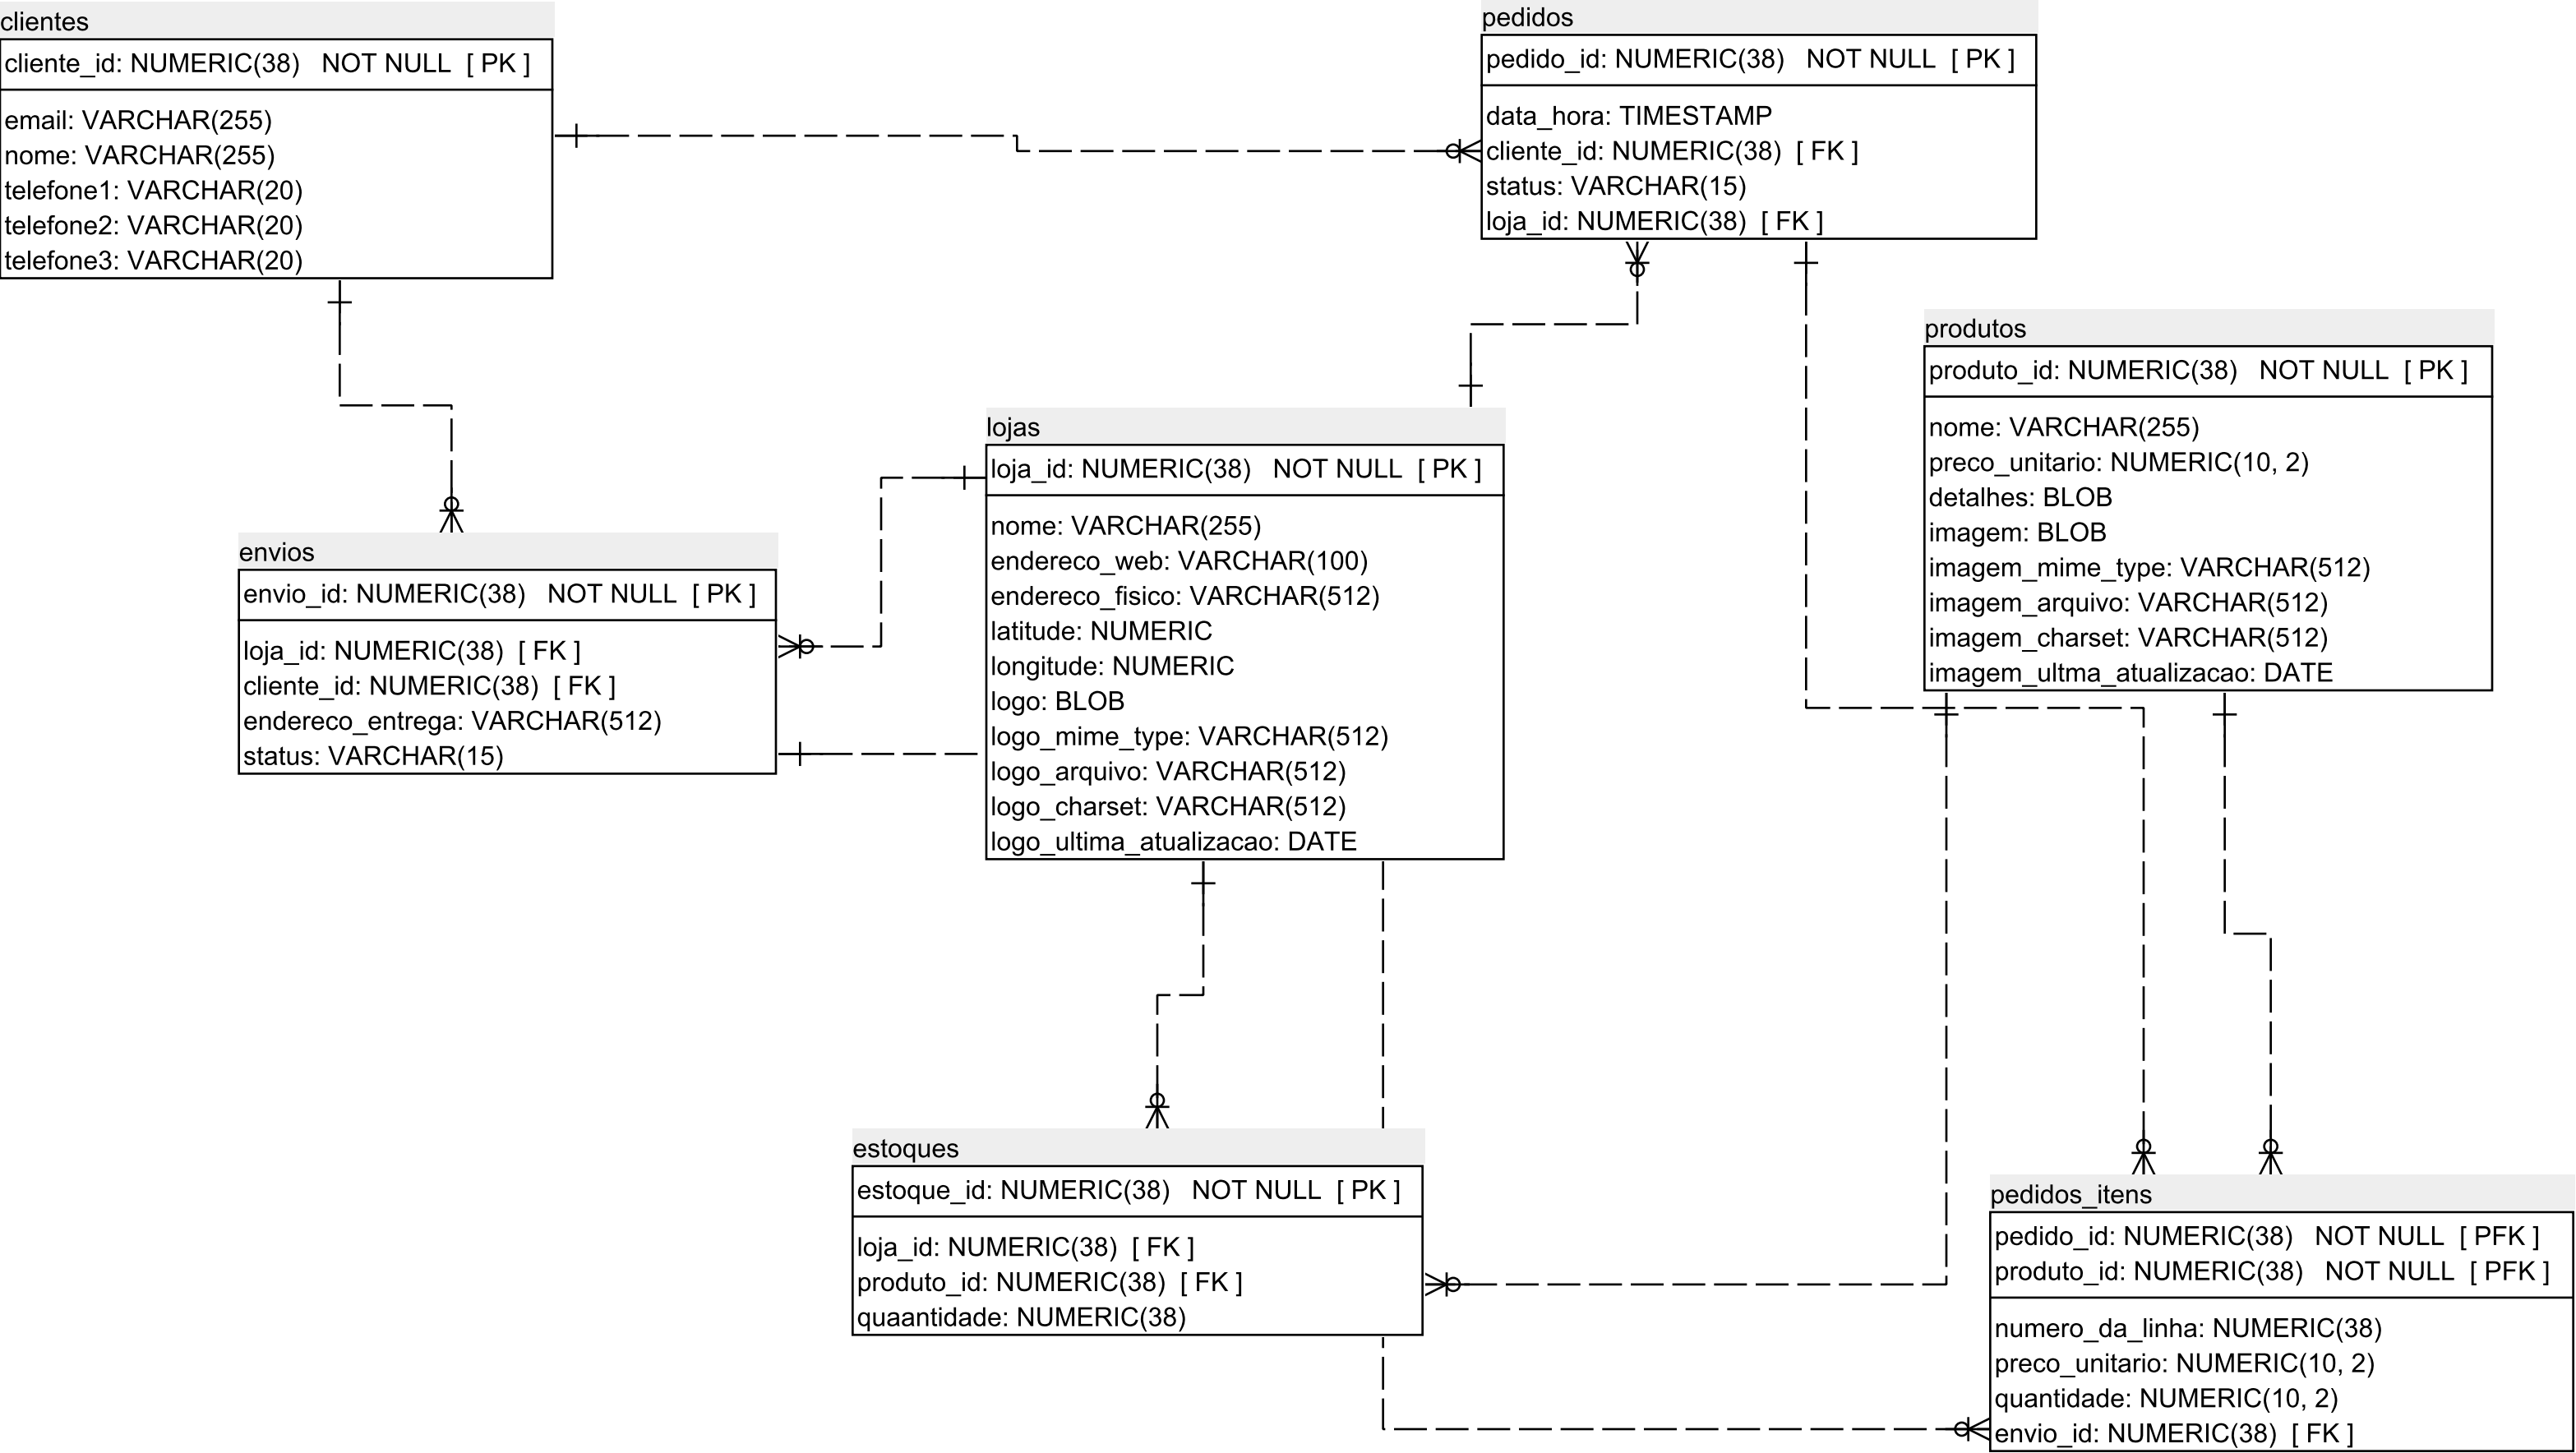 clientes
cliente_id: NUMERIC(38) NOT NULL [ PK ]
email: VARCHAR(255)
nome: VARCHAR(255)
telefone1: VARCHAR(20)
telefone2: VARCHAR(20)
telefone3: VARCHAR(20)
pedidos
pedido_id: NUMERIC(38) NOT NULL [ PK ]
data_hora: TIMESTAMP
cliente_id: NUMERIC(38) [ FK ]
status: VARCHAR(15)
loja_id: NUMERIC(38) [ FK ]
produtos
produto_id: NUMERIC(38) NOT NULL [ PK ]
nome: VARCHAR(255)
preco_unitario: NUMERIC(10, 2)
detalhes: BLOB
imagem: BLOB
imagem_mime_type: VARCHAR(512)
imagem_arquivo: VARCHAR(512)
imagem_charset: VARCHAR(512)
imagem_ultma_atualizacao: DATE
lojas
loja_id: NUMERIC(38) NOT NULL [ PK ]
nome: VARCHAR(255)
endereco_web: VARCHAR(100)
endereco_fisico: VARCHAR(512)
latitude: NUMERIC
longitude: NUMERIC
logo: BLOB
logo_mime_type: VARCHAR(512)
logo_arquivo: VARCHAR(512)
logo_charset: VARCHAR(512)
logo_ultima_atualizacao: DATE
envios
envio_id: NUMERIC(38) NOT NULL [ PK ]
loja_id: NUMERIC(38) [ FK ]
cliente_id: NUMERIC(38) [ FK ]
endereco_entrega: VARCHAR(512)
status: VARCHAR(15)
estoques
estoque_id: NUMERIC(38) NOT NULL [ PK ]
loja_id: NUMERIC(38) [ FK ]
produto_id: NUMERIC(38) [ FK ]
quaantidade: NUMERIC(38)
pedidos_itens
pedido_id: NUMERIC(38) NOT NULL [ PFK ]
produto_id: NUMERIC(38) NOT NULL [ PFK ]
numero_da_linha: NUMERIC(38)
preco_unitario: NUMERIC(10, 2)
quantidade: NUMERIC(10, 2)
envio_id: NUMERIC(38) [ FK ]